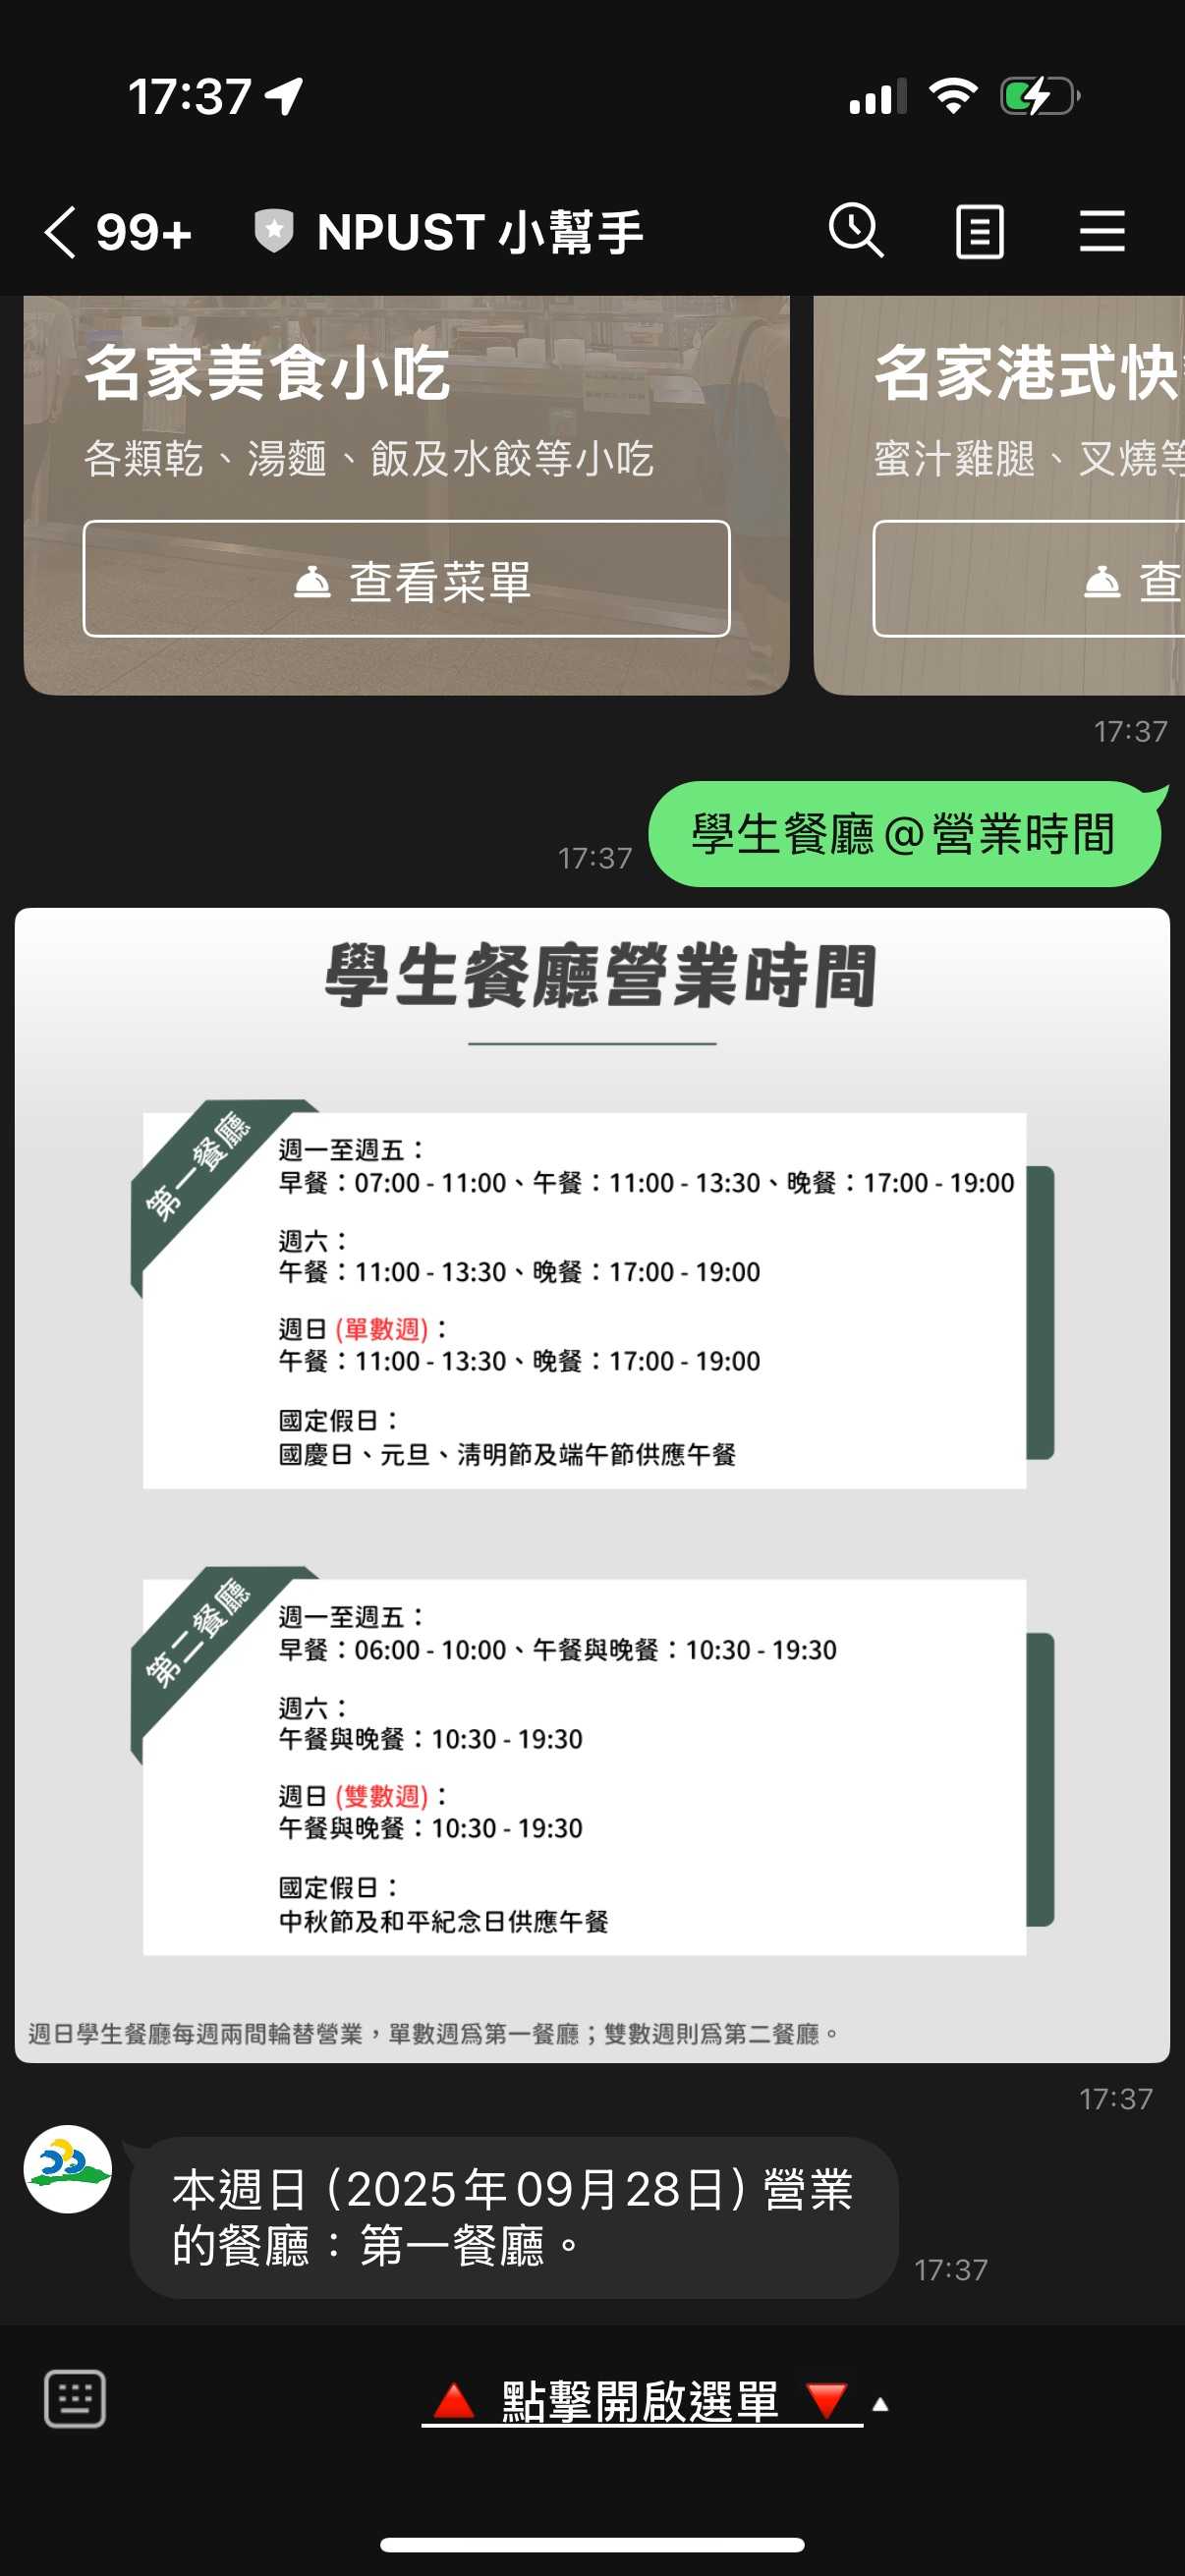 17:37
99+
NPUST 小幫手
名家美食小吃
各類乾、湯麵、飯及水餃等小吃
查看菜單
名家港式快
蜜汁雞腿、叉燒等
查
17:37
學生餐廳@營業時間
17:37
學生餐廳營業時間
第一餐廳
週一至週五：
早餐：07:00 - 11:00、午餐：11:00 - 13:30、晚餐：17:00 - 19:00
週六：
午餐：11:00 - 13:30、晚餐：17:00 - 19:00
週日 (單數週)：
午餐：11:00 - 13:30、晚餐：17:00 - 19:00
國定假日：
國慶日、元旦、清明節及端午節供應午餐
第二餐廳
週一至週五：
早餐：06:00 - 10:00、午餐與晚餐：10:30 - 19:30
週六：
午餐與晚餐：10:30 - 19:30
週日 (雙數週)：
午餐與晚餐：10:30 - 19:30
國定假日：
中秋節及和平紀念日供應午餐
週日學生餐廳每週兩間輪替營業，單數週為第一餐廳；雙數週則為第二餐廳。
17:37
本週日（2025年09月28日）營業
的餐廳：第一餐廳。
17:37
🔺 點擊開啟選單 🔻